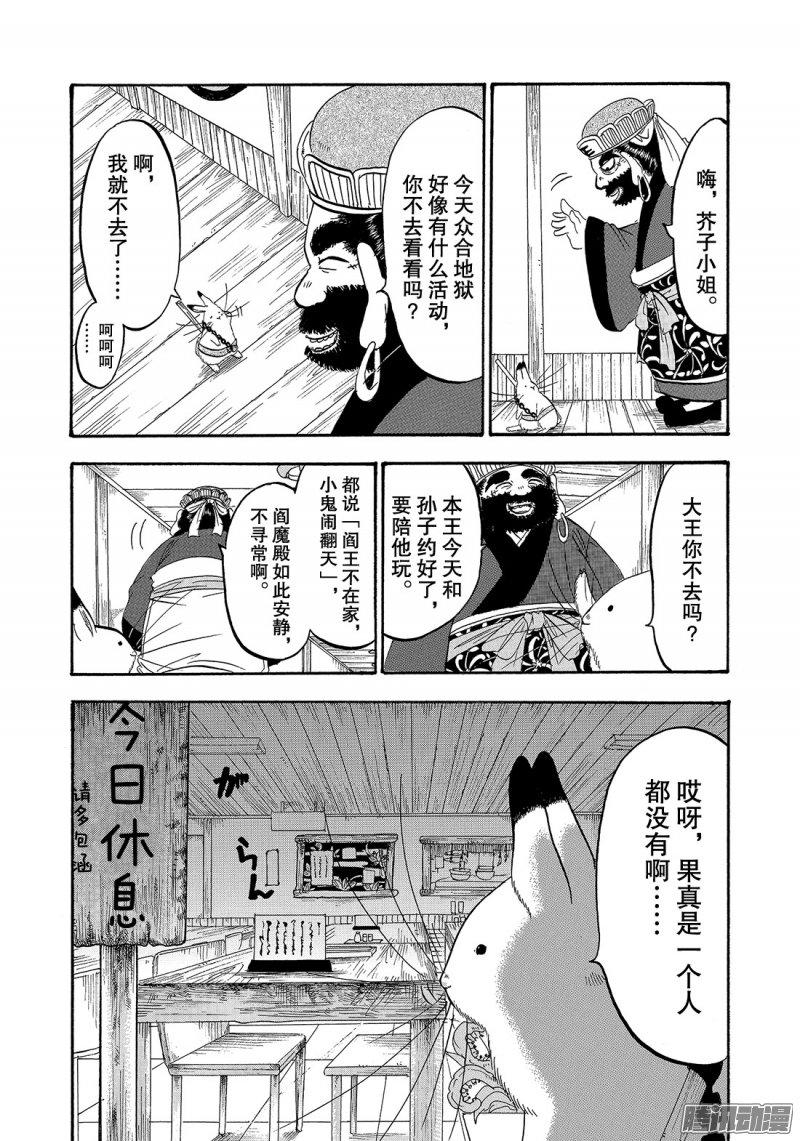 嗨，芥子小姐。
今天众合地狱
好像有什么活动，
你不去看看吗？
啊，
我就不去了……
……呵呵呵
大王你不去吗？
本王今天和
孙子约好了，
要陪他玩。
都说「阎王不在家，
小鬼闹翻天」，
阎魔殿如此安静，
不寻常啊。
哎呀，果真是一个人
都没有啊……
がらん
今日休息
请多包涵
腾讯动漫